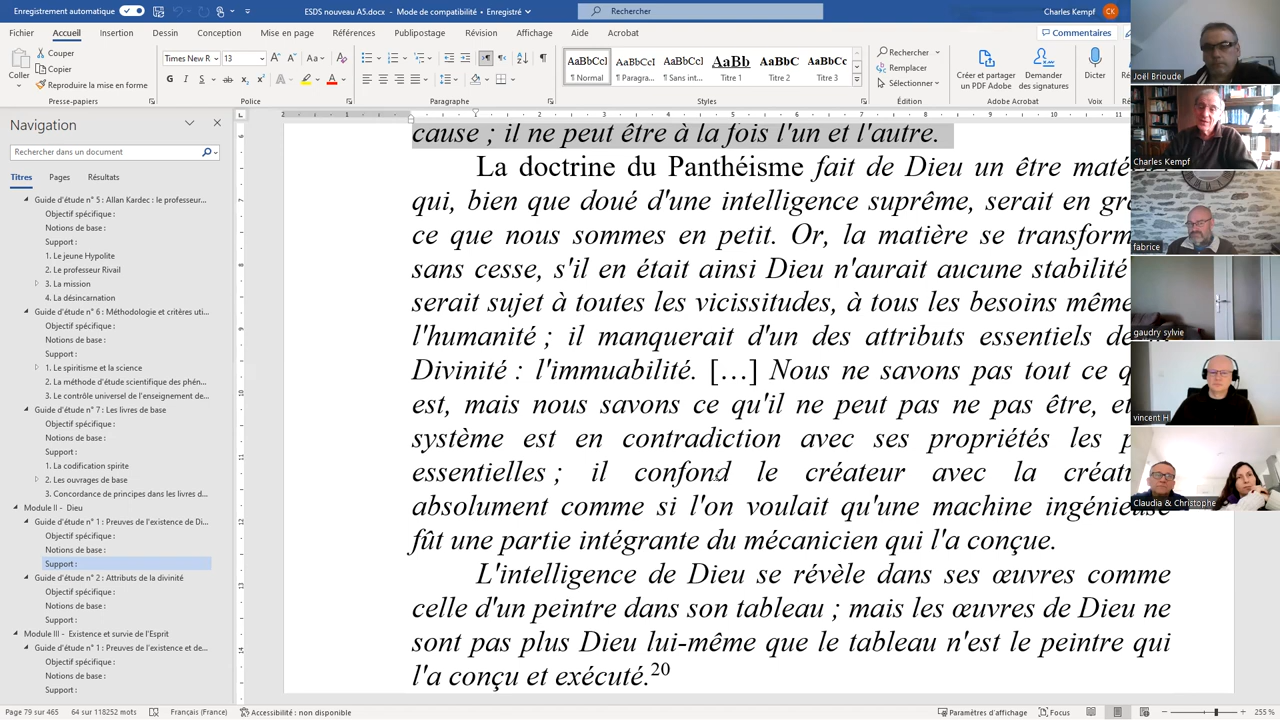 Enregistrement automatique
ESDS nouveau A5.docx - Mode de compatibilité - Enregistré
Rechercher
Charles Kempf
CK
Fichier Accueil Insertion Dessin Conception Mise en page Références Publipostage Révision Affichage Aide Acrobat
Commentaires
Coller
Couper
Copier
Reproduire la mise en forme
Presse-papiers
Times New R 13
Police
Paragraphe
AaBbCcl
¶ Normal
AaBbCcl
¶ Paragra...
AaBbCcl
¶ Sans int...
AaBb
Titre 1
AaBbC
Titre 2
AaBbCc
Titre 3
Styles
Rechercher
Remplacer
Sélectionner
Édition
Créer et partager
un PDF Adobe
Demander
des signatures
Adobe Acrobat
Dicter
Voix
Navigation
Rechercher dans un document
Titres Pages Résultats
Guide d'étude n° 5 : Allan Kardec : le professeur...
Objectif spécifique :
Notions de base :
Support :
1. Le jeune Hypolite
2. Le professeur Rivail
3. La mission
4. La désincarnation
Guide d'étude n° 6 : Méthodologie et critères uti...
Objectif spécifique :
Notions de base :
Support :
1. Le spiritisme et la science
2. La méthode d'étude scientifique des phén...
3. Le contrôle universel de l'enseignement de...
Guide d'étude n° 7 : Les livres de base
Objectif spécifique :
Notions de base :
Support :
1. La codification spirite
2. Les ouvrages de base
3. Concordance de principes dans les livres d...
Module II - Dieu
Guide d'étude n° 1 : Preuves de l'existence de Di...
Objectif spécifique :
Notions de base :
Support :
Guide d'étude n° 2 : Attributs de la divinité
Objectif spécifique :
Notions de base :
Support :
Module III - Existence et survie de l'Esprit
Guide d'étude n° 1 : Preuves de l'existence et de...
Objectif spécifique :
Notions de base :
Support :
cause ; il ne peut être à la fois l'un et l'autre.
La doctrine du Panthéisme fait de Dieu un être maté
qui, bien que doué d'une intelligence suprême, serait en gra
ce que nous sommes en petit. Or, la matière se transform
sans cesse, s'il en était ainsi Dieu n'aurait aucune stabilité
serait sujet à toutes les vicissitudes, à tous les besoins même
l'humanité ; il manquerait d'un des attributs essentiels de
Divinité : l'immuabilité. […] Nous ne savons pas tout ce q
est, mais nous savons ce qu'il ne peut pas ne pas être, et
système est en contradiction avec ses propriétés les p
essentielles ; il confond le créateur avec la créatu
absolument comme si l'on voulait qu'une machine ingénieuse
fût une partie intégrante du mécanicien qui l'a conçue.
L'intelligence de Dieu se révèle dans ses œuvres comme
celle d'un peintre dans son tableau ; mais les œuvres de Dieu ne
sont pas plus Dieu lui-même que le tableau n'est le peintre qui
l'a conçu et exécuté.20
Joël Brioude
Charles Kempf
fabrice
gaudry sylvie
vincent H
Claudia & Christophe
Page 79 sur 465 64 sur 118252 mots Français (France) Accessibilité : non disponible
Paramètres d'affichage Focus 255 %